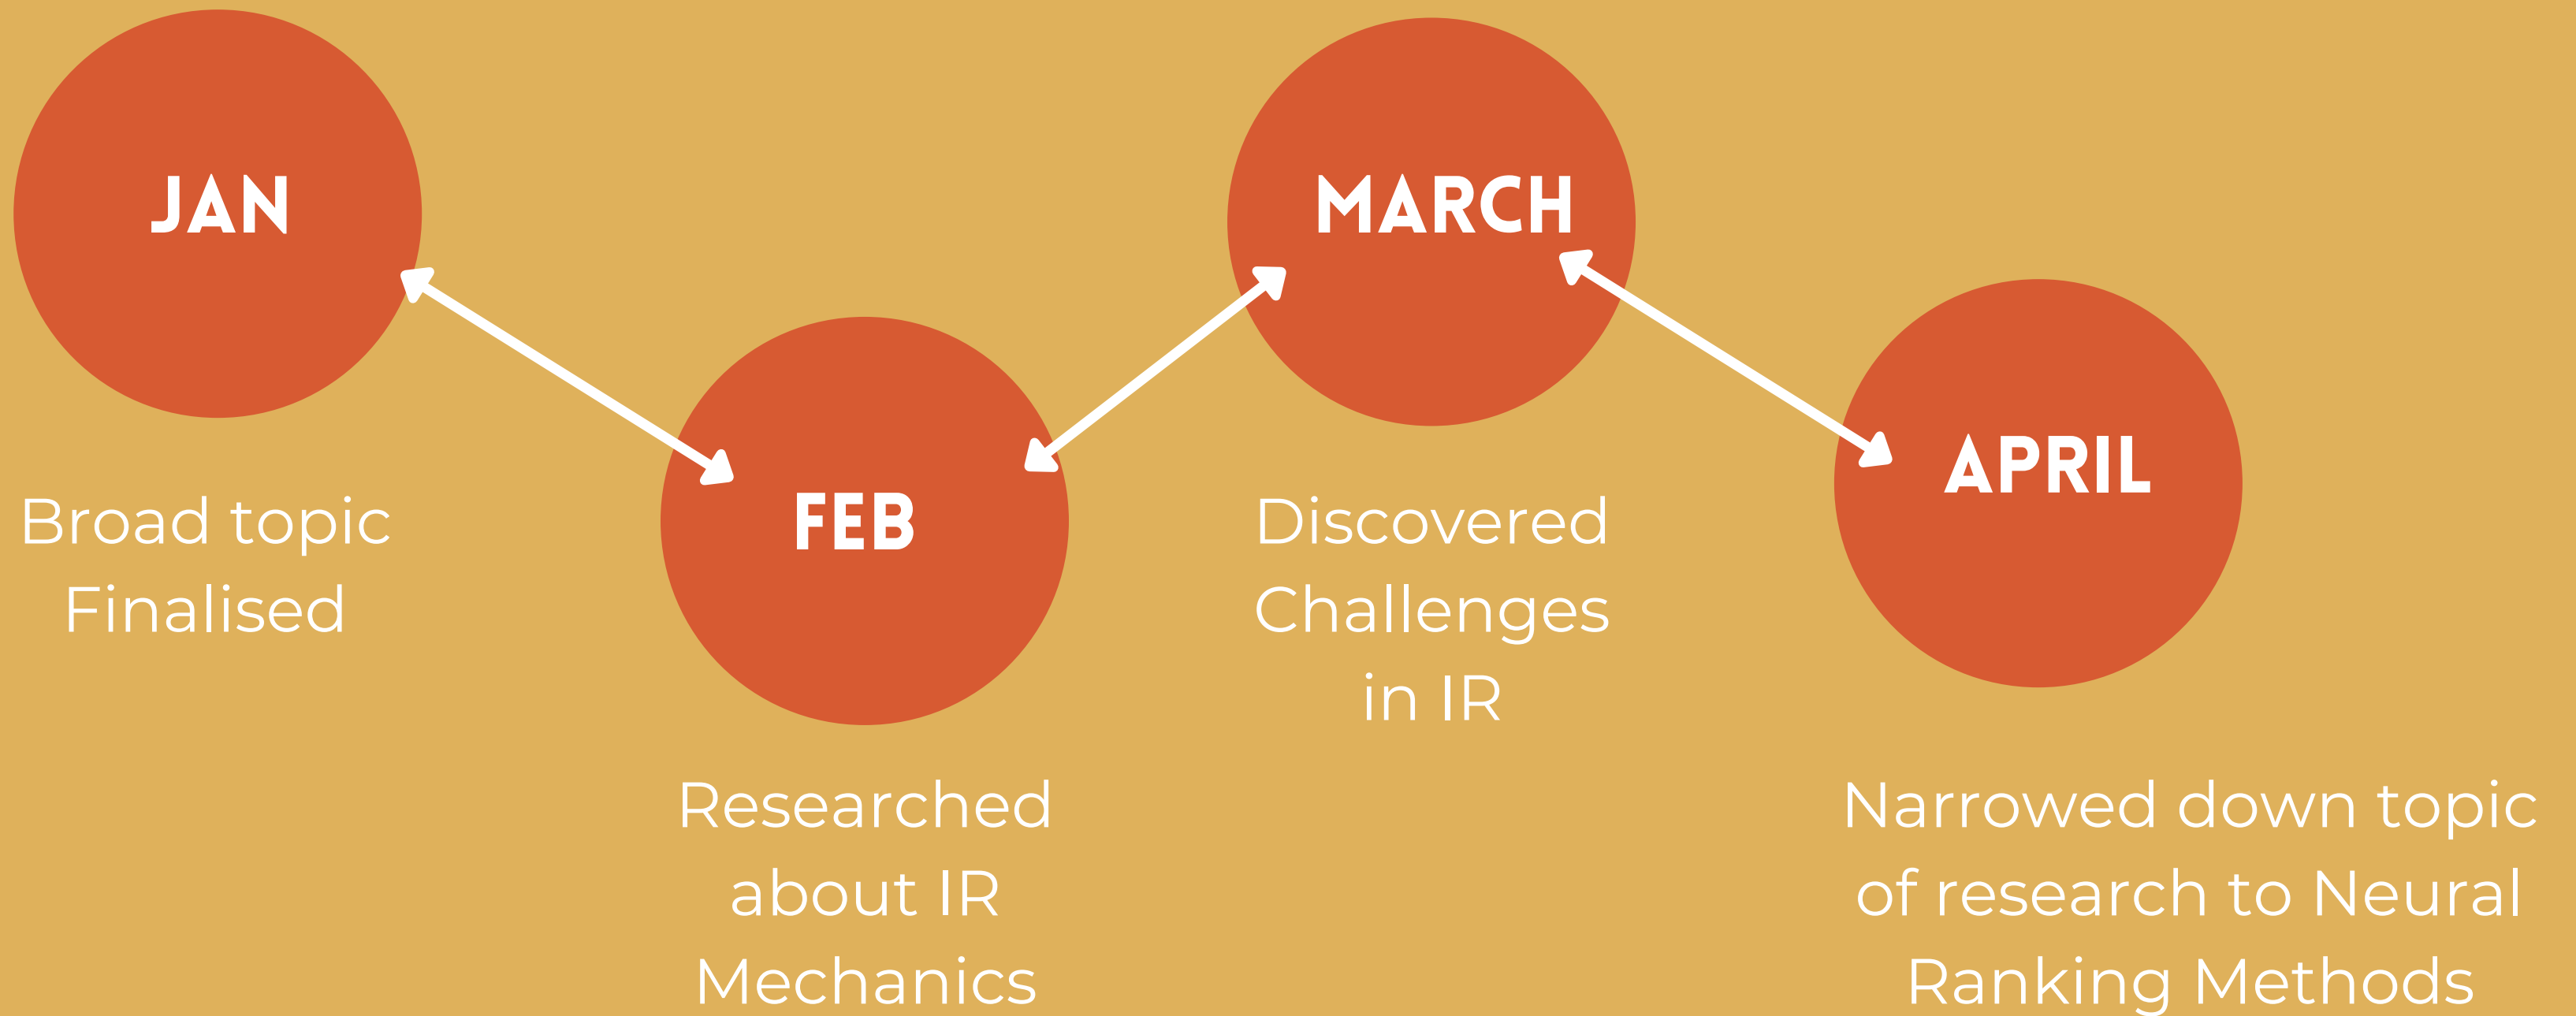 JAN
Broad topic
Finalised
FEB
Researched
about IR
Mechanics
MARCH
Discovered
Challenges
in IR
APRIL
Narrowed down topic
of research to Neural
Ranking Methods